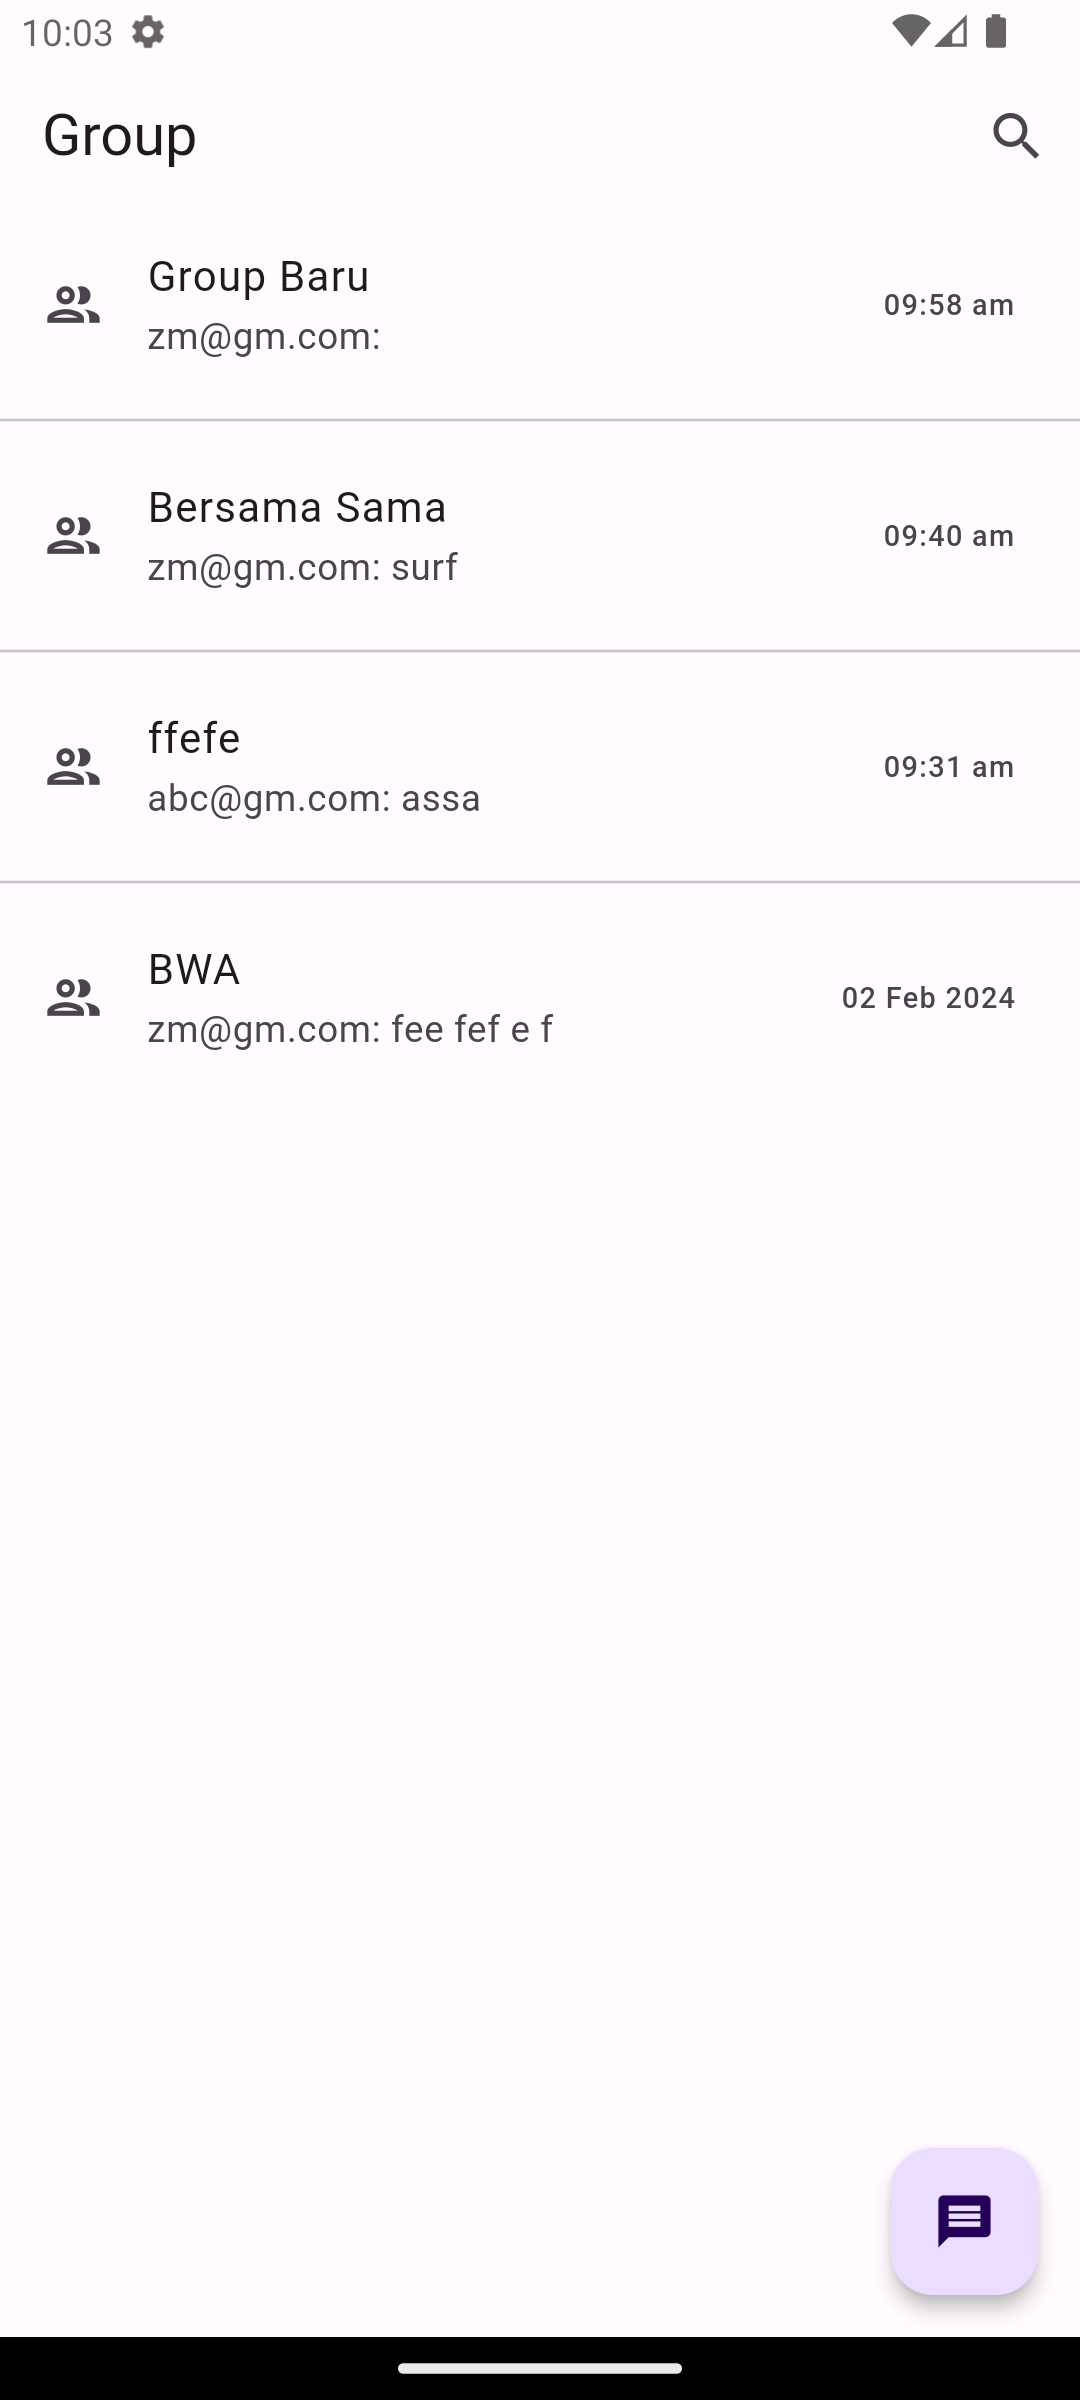 10:03
Group
Group Baru
zm@gm.com:
09:58 am
Bersama Sama
zm@gm.com: surf
09:40 am
ffefe
abc@gm.com: assa
09:31 am
BWA
zm@gm.com: fee fef e f
02 Feb 2024